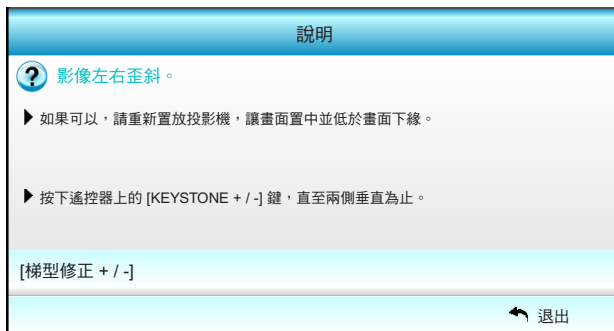 說明
影像左右歪斜。
如果可以，請重新置放投影機，讓畫面置中並低於畫面下緣。
按下遙控器上的 [KEYSTONE + / -] 鍵，直至兩側垂直為止。
[梯型修正 + / -]
退出